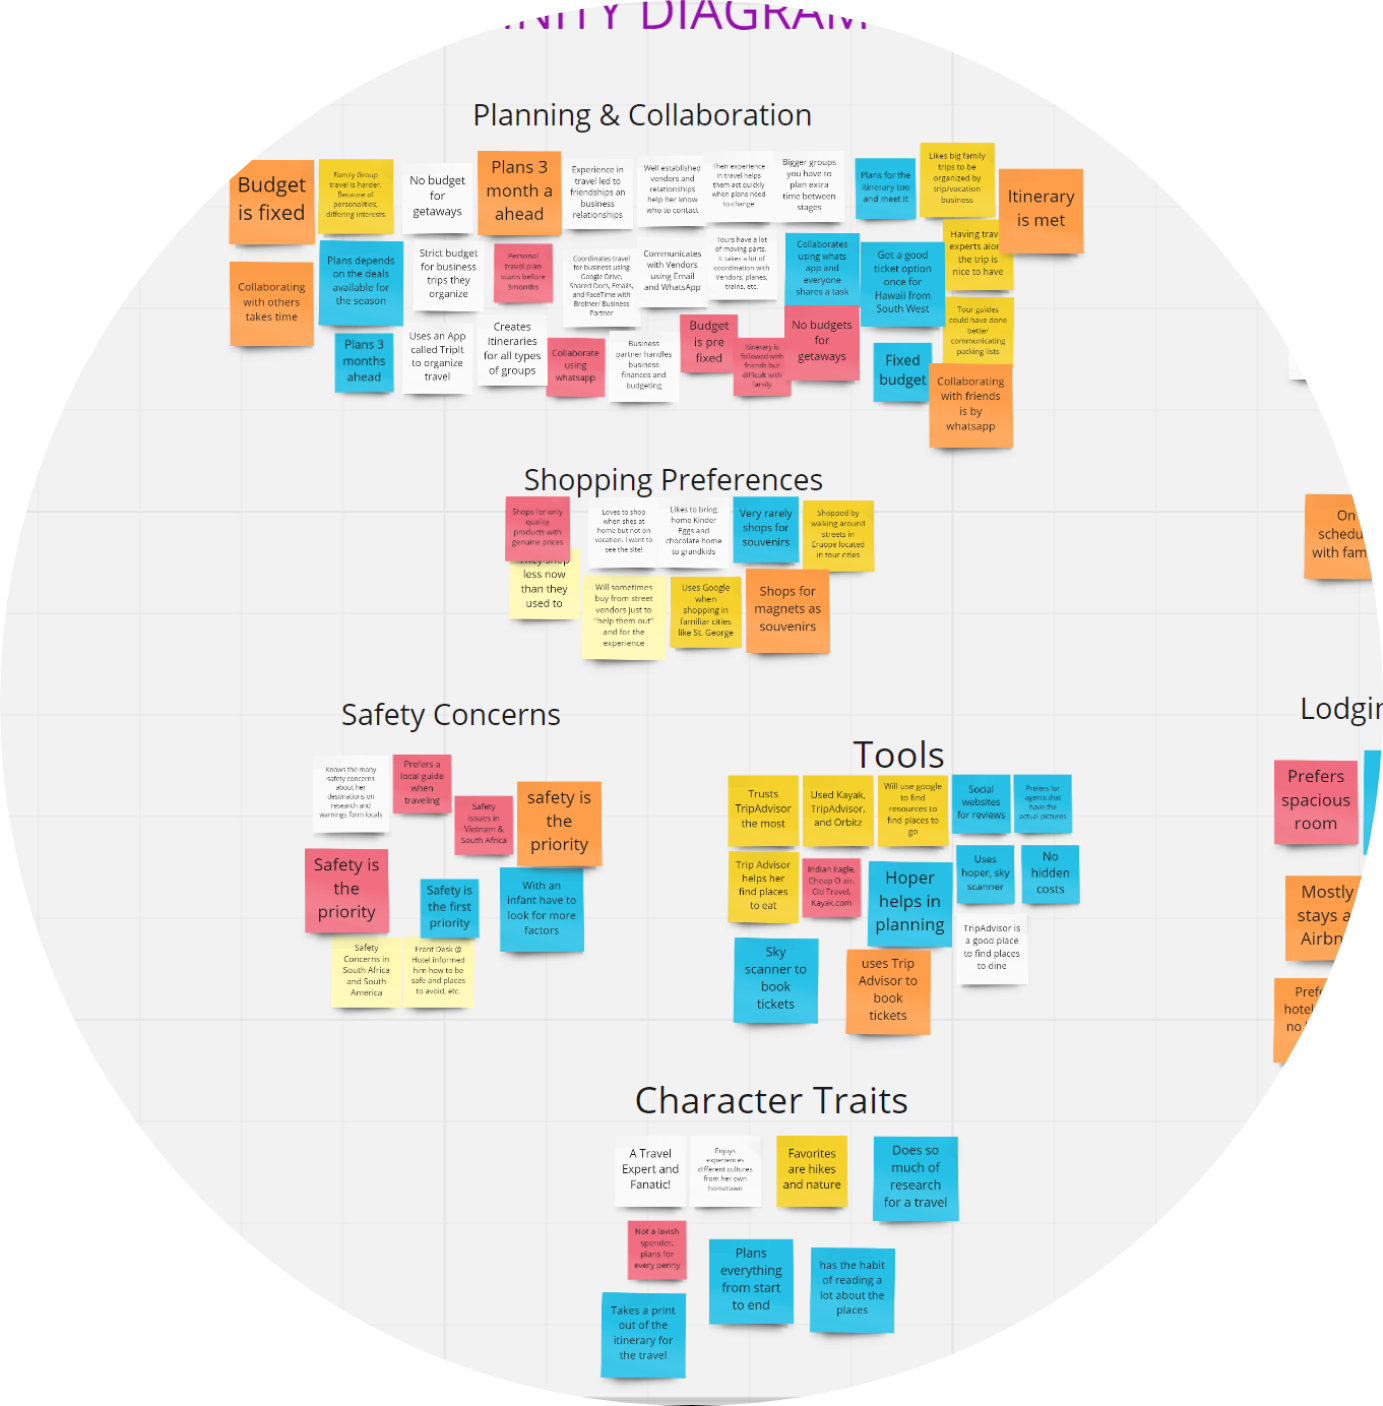 NITY DIAGRAM
Planning & Collaboration
Budget
is fixed
Family Group
travel is harder.
Because of
personalities,
differing interests
No budget
for
getaways
Plans 3
month a
ahead
Experience in
travel led to
friendships an
business
relationships
Well established
vendors and
relationships
help her know
who to contact
Their experience
in travel helps
them act quickly
when plans need
to change
Bigger groups
you have to
plan extra
time between
stages
Plans for the
itinerary too
and meet it
Likes big family
trips to be
organized by
trip/vacation
business
Itinerary
is met
Collaborating
with others
takes time
Plans depends
on the deals
available for
the season
Strict budget
for business
trips they
organize
Personal
travel plan
starts before
3months
Coordinates travel
for business using
Google Drive,
Shared Docs, Emails,
and FaceTime with
Brother/ Business
Partner
Communicates
with Vendors
using Email
and WhatsApp
Tours have a lot
of moving parts.
It takes a lot of
coordination with
Vendors, planes,
trains, etc.
Collaborates
using whats
app and
everyone
shares a task
Got a good
ticket option
once for
Hawaii from
South West
Having trav
experts alon
the trip is
nice to have
Plans 3
months
ahead
Uses an App
called TripIt
to organize
travel
Creates
itineraries
for all types
of groups
Collaborate
using
whatsapp
Business
partner handles
business
finances and
budgeting
Budget
is pre
fixed
Itinerary is
followed with
friends but
difficult with
family
No budgets
for
getaways
Fixed
budget
Tour guides
could have done
better
communicating
packing lists
Collaborating
with friends
is by
whatsapp
Shopping Preferences
Shops for only
quality
products with
genuine prices
Loves to shop
when shes at
home but not on
vacation. I want to
see the site!
Likes to bring
home Kinder
Eggs and
chocolate home
to grandkids
Very rarely
shops for
souvenirs
Shopped by
walking around
streets in
Eruope located
in tour cities
They shop
less now
than they
used to
Will sometimes
buy from street
vendors just to
"help them out"
and for the
experience
Uses Google
when
shopping in
familiar cities
like St. George
Shops for
magnets as
souvenirs
On
schedu
with fam
Safety Concerns
Knows the many
safety concerns
about her
destinations on
research and
warnings form locals
Prefers a
local guide
when
traveling
Safety
issues in
Vietnam &
South Africa
safety is
the
priority
Safety is
the
priority
Safety is
the first
priority
With an
infant have to
look for more
factors
Safety
Concerns in
South Africa
and South
America
Front Desk @
Hotel informed
him how to be
safe and places
to avoid, etc.
Tools
Trusts
TripAdvisor
the most
Used Kayak,
TripAdvisor,
and Orbitz
Will use google
to find
resources to
find places to
go
Social
websites
for reviews
Prefers for
agents that
have the
actual pictures
Trip Advisor
helps her
find places
to eat
Indian Eagle,
Cheap O air,
Citi Travel,
Kayak.com
Hoper
helps in
planning
Uses
hoper, sky
scanner
No
hidden
costs
Sky
scanner to
book
tickets
uses Trip
Advisor to
book
tickets
TripAdvisor is
a good place
to find places
to dine
Lodgin
Prefers
spacious
room
Mostly
stays a
Airbn
Pref
hotel
no
Character Traits
A Travel
Expert and
Fanatic!
Enjoys
experiences
different cultures
from her own
hometown
Favorites
are hikes
and nature
Does so
much of
research
for a travel
Not a lavish
spender,
plans for
every penny
Plans
everything
from start
to end
has the habit
of reading a
lot about the
places
Takes a print
out of the
itinerary for
the travel